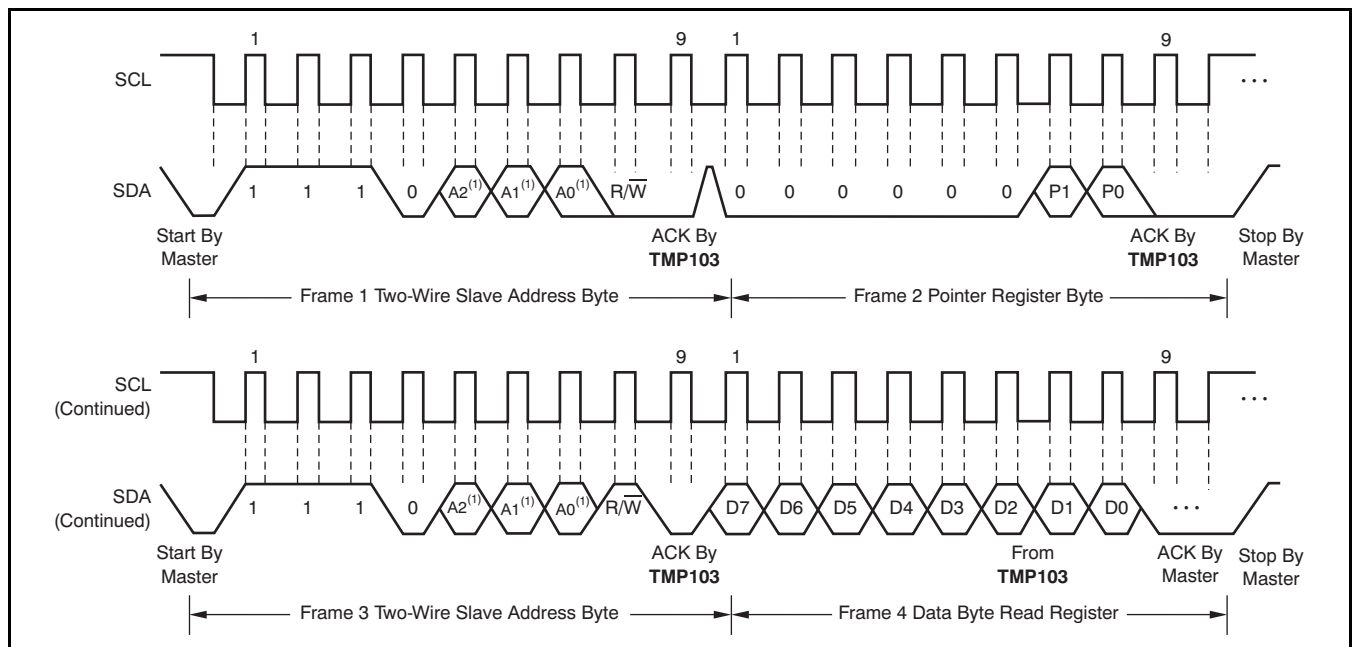 1 9 1 9
SCL
· · ·
SDA
1 1 1 0 A2(1) A1(1) A0(1) R/W̅ 0 0 0 0 0 0 P1 P0
Start By Master
ACK By TMP103
ACK By TMP103
Stop By Master
Frame 1 Two-Wire Slave Address Byte
Frame 2 Pointer Register Byte
1 9 1 9
SCL
(Continued)
· · ·
SDA
(Continued)
1 1 1 0 A2(1) A1(1) A0(1) R/W̅ D7 D6 D5 D4 D3 D2 D1 D0 · · ·
Start By Master
ACK By TMP103
From TMP103
ACK By Master
Stop By Master
Frame 3 Two-Wire Slave Address Byte
Frame 4 Data Byte Read Register